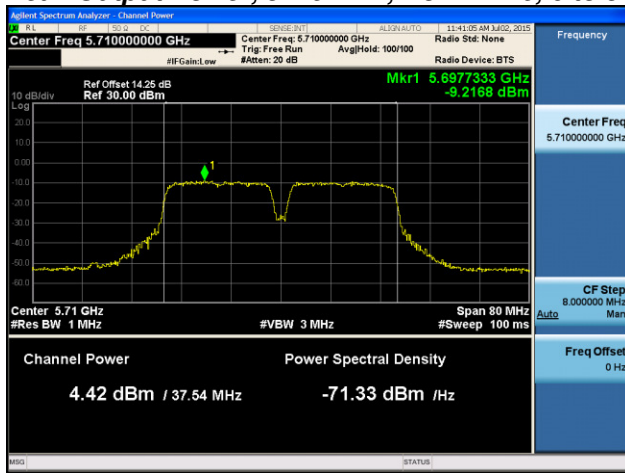 Agilent Spectrum Analyzer - Channel Power
RL RF 50 Ω DC SENSE:INT ALIGN AUTO 11:41:05 AM Jul 02, 2015
Center Freq 5.710000000 GHz
Center Freq: 5.710000000 GHz
Radio Std: None
Trig: Free Run Avg|Hold: 100/100
#IFGain:Low #Atten: 20 dB Radio Device: BTS
Frequency
Mkr1 5.6977333 GHz
-9.2168 dBm
Ref Offset 14.25 dB
10 dB/div Ref 30.00 dBm
Log
20.0
10.0
0.00
-10.0
-20.0
-30.0
-40.0
-50.0
-60.0
1
Center Freq
5.710000000 GHz
Center 5.71 GHz Span 80 MHz
#Res BW 1 MHz #VBW 3 MHz #Sweep 100 ms
CF Step
8.000000 MHz
Auto Man
Channel Power Power Spectral Density
4.42 dBm / 37.54 MHz -71.33 dBm /Hz
Freq Offset
0 Hz
MSG STATUS